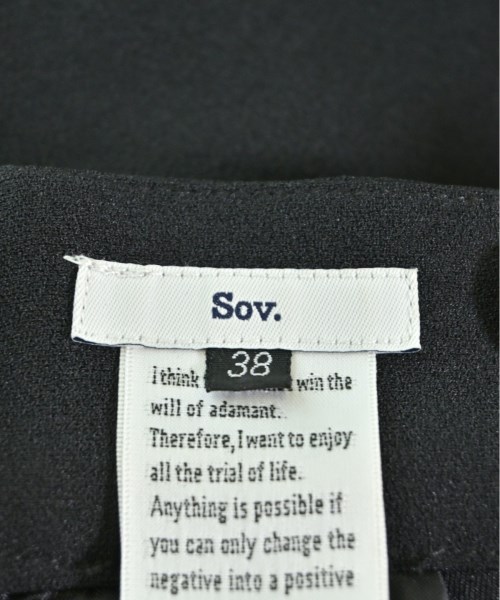 Sov.
38
I think win the
will of adamant.
Therefore, I want to enjoy
all the trial of life.
Anything is possible if
you can only change the
negative into a positive